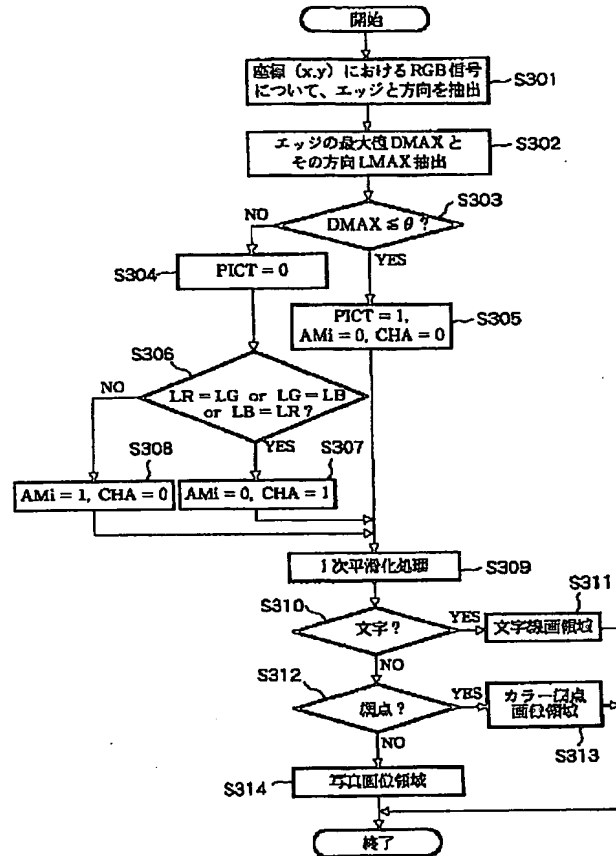 開始
座標 (x,y) におけるRGB信号
について、エッジと方向を抽出
S301
エッジの最大値DMAXと
その方向LMAX抽出
S302
DMAX ≦ θ ?
S303
NO
YES
S304
PICT = 0
PICT = 1,
AMi = 0, CHA = 0
S305
S306
LR = LG or LG = LB
or LB = LR ?
NO
YES
S308
S307
AMi = 1, CHA = 0
AMi = 0, CHA = 1
1次平滑化処理
S309
S310
文字?
YES
S311
文字線画領域
NO
S312
網点?
YES
カラー網点
画像領域
S313
NO
S314
写真画像領域
終了